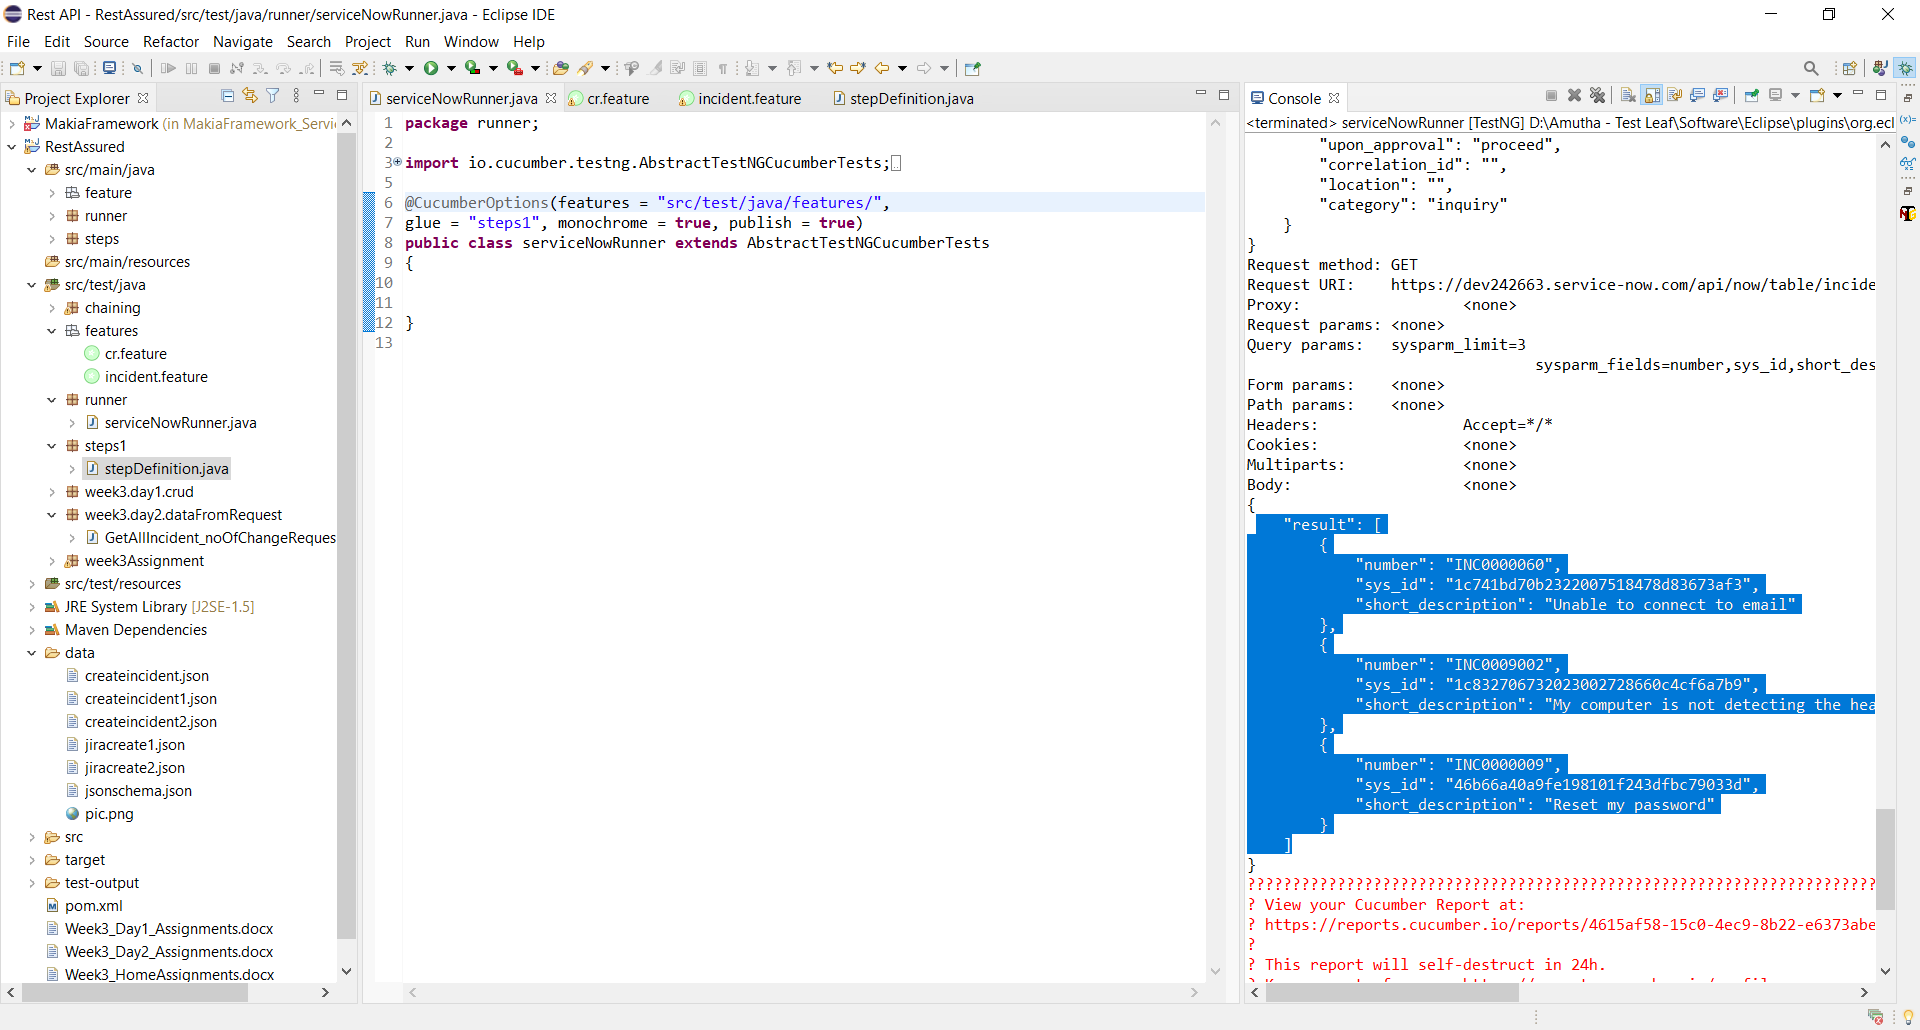 Rest API - RestAssured/src/test/java/runner/serviceNowRunner.java - Eclipse IDE
File Edit Source Refactor Navigate Search Project Run Window Help
Project Explorer
MakiaFramework (in MakiaFramework_Servi
RestAssured
src/main/java
feature
runner
steps
src/main/resources
src/test/java
chaining
features
cr.feature
incident.feature
runner
serviceNowRunner.java
steps1
stepDefinition.java
week3.day1.crud
week3.day2.dataFromRequest
GetAllIncident_noOfChangeReques
week3Assignment
src/test/resources
JRE System Library [J2SE-1.5]
Maven Dependencies
data
createincident.json
createincident1.json
createincident2.json
jiracreate1.json
jiracreate2.json
jsonschema.json
pic.png
src
target
test-output
pom.xml
Week3_Day1_Assignments.docx
Week3_Day2_Assignments.docx
Week3_HomeAssignments.docx
serviceNowRunner.java cr.feature incident.feature stepDefinition.java
1 package runner;
2
3 import io.cucumber.testng.AbstractTestNGCucumberTests;
5
6 @CucumberOptions(features = "src/test/java/features/",
7 glue = "steps1", monochrome = true, publish = true)
8 public class serviceNowRunner extends AbstractTestNGCucumberTests
9 {
10
11
12 }
13
Console
<terminated> serviceNowRunner [TestNG] D:\Amutha - Test Leaf\Software\Eclipse\plugins\org.ecl
"upon_approval": "proceed",
"correlation_id": "",
"location": "",
"category": "inquiry"
}
}
Request method: GET
Request URI: https://dev242663.service-now.com/api/now/table/incide
Proxy: <none>
Request params: <none>
Query params: sysparm_limit=3
sysparm_fields=number,sys_id,short_des
Form params: <none>
Path params: <none>
Headers: Accept=*/*
Cookies: <none>
Multiparts: <none>
Body: <none>
{
"result": [
{
"number": "INC0000060",
"sys_id": "1c741bd70b2322007518478d83673af3",
"short_description": "Unable to connect to email"
},
{
"number": "INC0009002",
"sys_id": "1c832706732023002728660c4cf6a7b9",
"short_description": "My computer is not detecting the hea
},
{
"number": "INC0000009",
"sys_id": "46b66a40a9fe198101f243dfbc79033d",
"short_description": "Reset my password"
}
]
}
??????????????????????????????????????????????????????????????????????
? View your Cucumber Report at:
? https://reports.cucumber.io/reports/4615af58-15c0-4ec9-8b22-e6373abe
?
? This report will self-destruct in 24h.